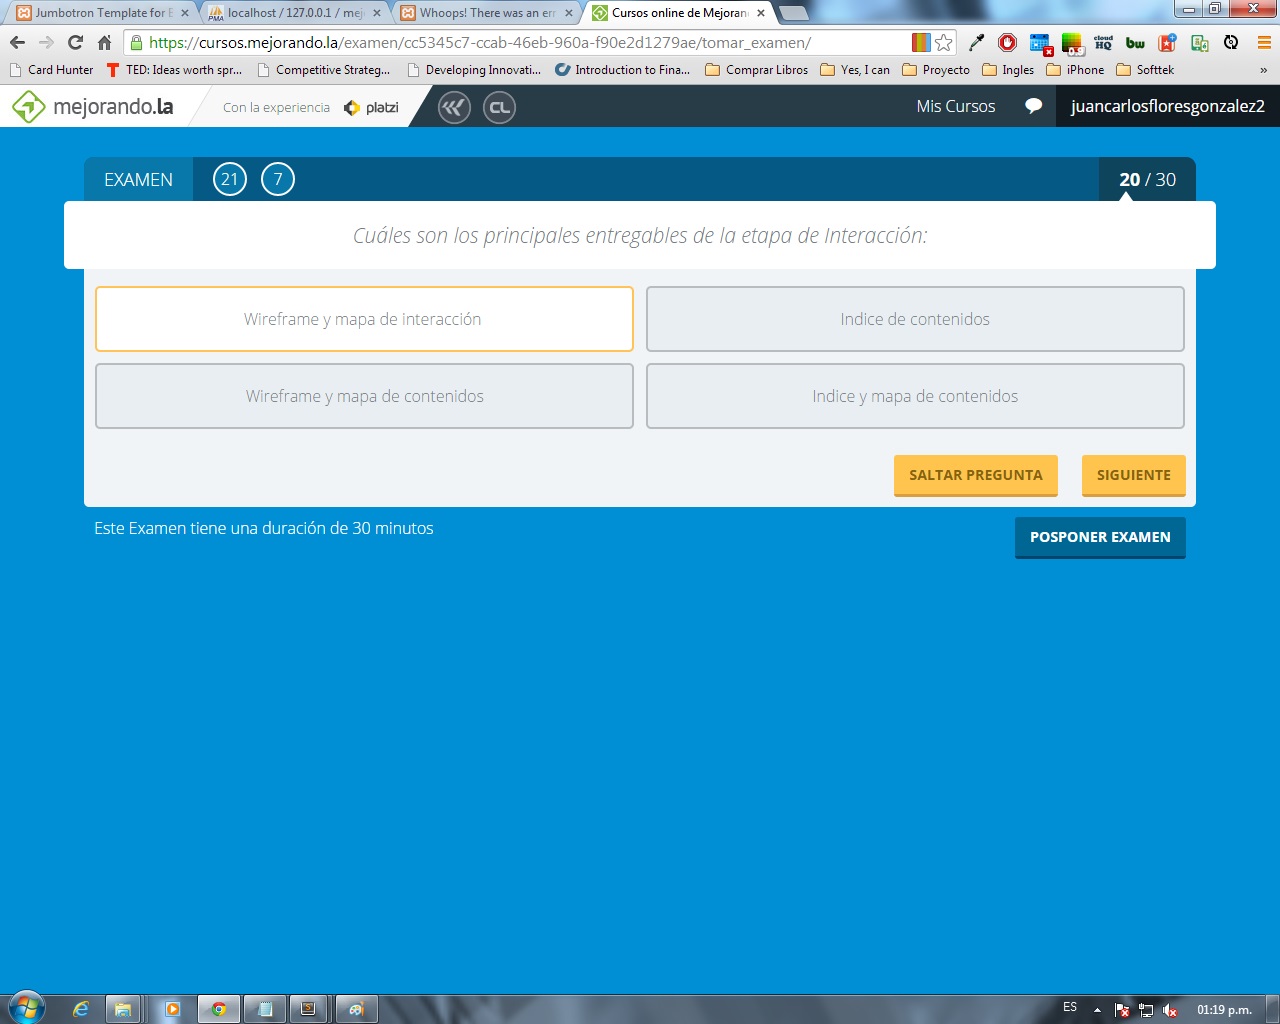 Jumbotron Template for B
localhost / 127.0.0.1 / mej
Whoops! There was an err
Cursos online de Mejoran
https://cursos.mejorando.la/examen/cc5345c7-ccab-46eb-960a-f90e2d1279ae/tomar_examen/
Card Hunter
TED: Ideas worth spr...
Competitive Strateg...
Developing Innovati...
Introduction to Fina...
Comprar Libros
Yes, I can
Proyecto
Ingles
iPhone
Softtek
»
mejorando.la
Con la experiencia
platzi
CL
Mis Cursos
juancarlosfloresgonzalez2
EXAMEN
21
7
20 / 30
Cuáles son los principales entregables de la etapa de Interacción:
Wireframe y mapa de interacción
Indice de contenidos
Wireframe y mapa de contenidos
Indice y mapa de contenidos
SALTAR PREGUNTA
SIGUIENTE
Este Examen tiene una duración de 30 minutos
POSPONER EXAMEN
ES
01:19 p.m.